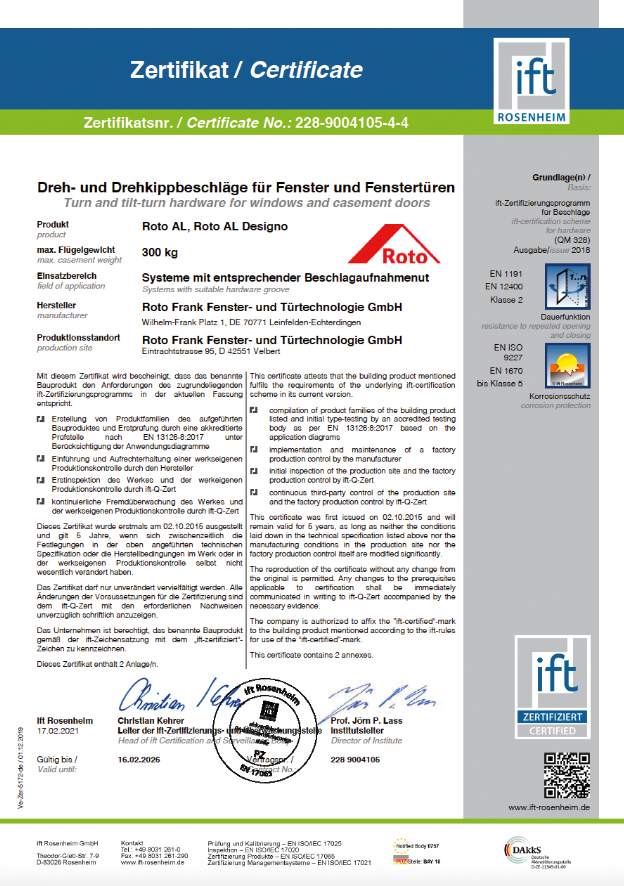 Zertifikat / Certificate
ift
ROSENHEIM
Zertifikatsnr. / Certificate No.: 228-9004105-4-4
Dreh- und Drehkippbeschläge für Fenster und Fenstertüren
Turn and tilt-turn hardware for windows and casement doors
Produkt
product
Roto AL, Roto AL Designo
max. Flügelgewicht
max. casement weight
300 kg
Roto
Einsatzbereich
field of application
Systeme mit entsprechender Beschlagaufnahmenut
Systems with suitable hardware groove
Hersteller
manufacturer
Roto Frank Fenster- und Türtechnologie GmbH
Wilhelm-Frank Platz 1, DE 70771 Leinfelden-Echterdingen
Produktionsstandort
production site
Roto Frank Fenster- und Türtechnologie GmbH
Eintrachtstrasse 95, D 42551 Velbert
Mit diesem Zertifikat wird bescheinigt, dass das benannte
Bauprodukt den Anforderungen des zugrundeliegenden
ift-Zertifizierungsprogramms in der aktuellen Fassung
entspricht.
Erstellung von Produktfamilien des aufgeführten
Bauproduktes und Erstprüfung durch eine akkreditierte
Prüfstelle nach EN 13126-8:2017 unter
Berücksichtigung der Anwendungsdiagramme
Einführung und Aufrechterhaltung einer werkseigenen
Produktionskontrolle durch den Hersteller
Erstinspektion des Werkes und der werkeigenen
Produktionskontrolle durch ift-Q-Zert
kontinuierliche Fremdüberwachung des Werkes und
der werkseigenen Produktionskontrolle durch ift-Q-Zert
Dieses Zertifikat wurde erstmals am 02.10.2015 ausgestellt
und gilt 5 Jahre, wenn sich zwischenzeitlich die
Festlegungen in der oben angeführten technischen
Spezifikation oder die Herstellbedingungen im Werk oder in
der werkseigenen Produktionskontrolle selbst nicht
wesentlich verändert haben.
Das Zertifikat darf nur unverändert vervielfältigt werden. Alle
Änderungen der Voraussetzungen für die Zertifizierung sind
dem ift-Q-Zert mit den erforderlichen Nachweisen
unverzüglich schriftlich anzuzeigen.
Das Unternehmen ist berechtigt, das benannte Bauprodukt
gemäß der ift-Zeichensatzung mit dem „ift-zertifiziert"-
Zeichen zu kennzeichnen.
Dieses Zertifikat enthält 2 Anlage/n.
This certificate attests that the building product mentioned
fulfils the requirements of the underlying ift-certification
scheme in its current version.
compilation of product families of the building product
listed and initial type-testing by an accredited testing
body as per EN 13126-8:2017 based on the
application diagrams
implementation and maintenance of a factory
production control by the manufacturer
initial inspection of the production site and the factory
production control by ift-Q-Zert
continuous third-party control of the production site
and the factory production control by ift-Q-Zert
This certificate was first issued on 02.10.2015 and will
remain valid for 5 years, as long as neither the conditions
laid down in the technical specification listed above nor the
manufacturing conditions in the production site nor the
factory production control itself are modified significantly.
The reproduction of the certificate without any change from
the original is permitted. Any changes to the prerequisites
applicable to certification shall be immediately
communicated in writing to ift-Q-Zert accompanied by the
necessary evidence.
The company is authorized to affix the "ift-certified"-mark
to the building product mentioned according to the ift-rules
for use of the "ift-certified"-mark.
This certificate contains 2 annexes.
Grundlage(n) /
Basis:
ift-Zertifizierungsprogramm
für Beschläge
ift-certification scheme
for hardware
(QM 328)
Ausgabe/issue 2018
EN 1191
EN 12400
Klasse 2
Dauerfunktion
resistance to repeated opening
and closing
EN ISO
9227
EN 1670
bis Klasse 5
© ift Rosenheim
Korrosionsschutz
corrosion protection
ift Rosenheim
17.02.2021
Christian Kehrer
Leiter der ift-Zertifizierungs- und
Head of ift Certification and Surveillance
ift Rosenheim
PZ
EN 17065
Prof. Jörn P. Lass
Institutsleiter
Director of Institute
Gültig bis /
Valid until:
16.02.2026
Vertragsnr. /
Contract No.
228 9004106
ift
ZERTIFIZIERT
CERTIFIED
www.ift-rosenheim.de
Ve-Zer-5172-de / 01.12.2019
ift Rosenheim GmbH
Theodor-Gietl-Str. 7-9
D-83026 Rosenheim
Kontakt
Tel.: +49 8031 261-0
Fax: +49 8031 261-290
www.ift-rosenheim.de
Prüfung und Kalibrierung – EN ISO/IEC 17025
Inspektion – EN ISO/IEC 17020
Zertifizierung Produkte – EN ISO/IEC 17065
Zertifizierung Managementsysteme – EN ISO/IEC 17021
Notified Body 0757
PÜZ-Stelle: BAY 18
DAkkS
Deutsche
Akkreditierungsstelle